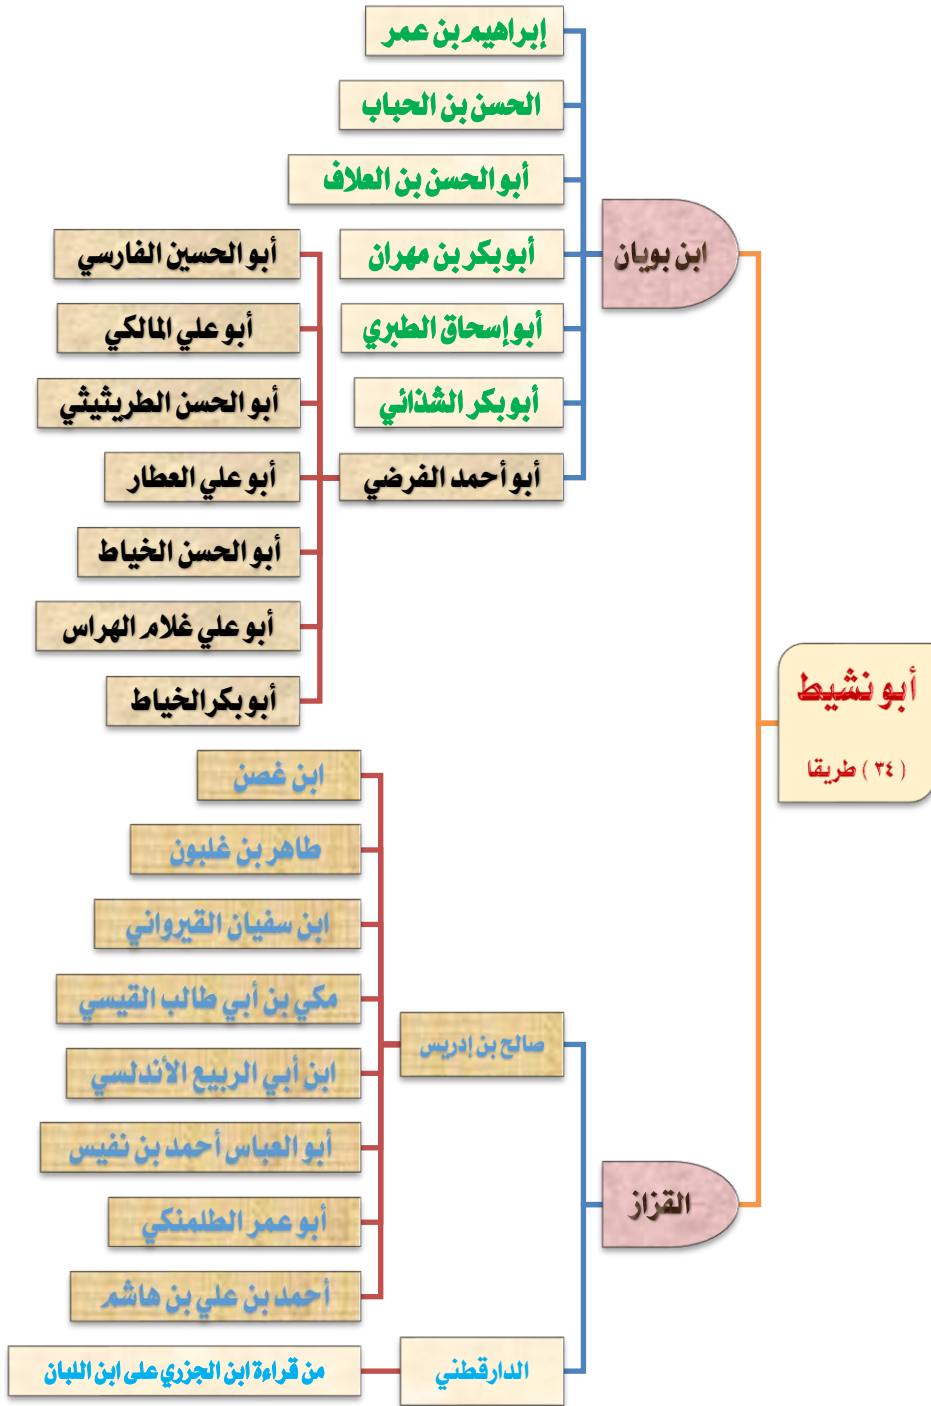 أبو نشيط
( ٣٤ ) طريقا
ابن بويان
إبراهيم بن عمر
الحسن بن الحباب
أبو الحسن بن العلاف
أبو بكر بن مهران
أبو إسحاق الطبري
أبو بكر الشذائي
أبو أحمد الفرضي
أبو الحسين الفارسي
أبو علي المالكي
أبو الحسن الطريثيثي
أبو علي العطار
أبو الحسن الخياط
أبو علي غلام الهراس
أبو بكر الخياط
القزاز
صالح بن إدريس
ابن غصن
طاهر بن غلبون
ابن سفيان القيرواني
مكي بن أبي طالب القيسي
ابن أبي الربيع الأندلسي
أبو العباس أحمد بن نفيس
أبو عمر الطلمنكي
أحمد بن علي بن هاشم
الدارقطني
من قراءة ابن الجزري على ابن اللبان